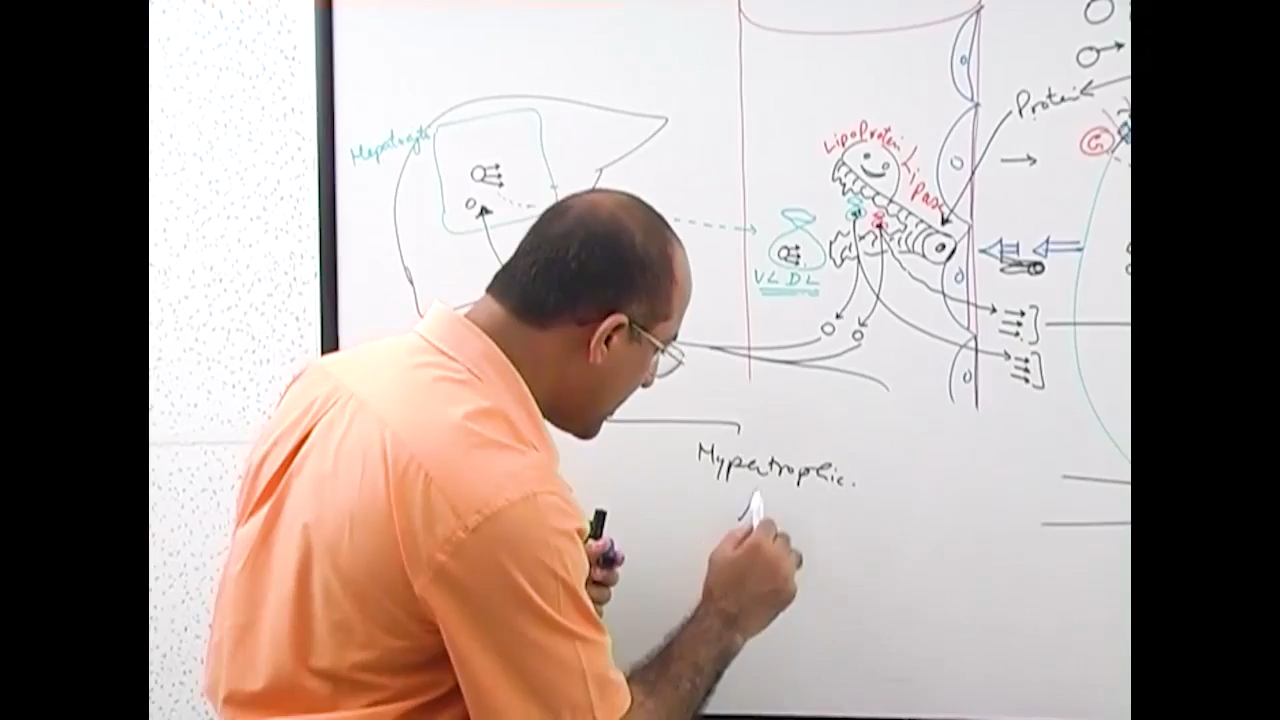 Hepatocyte
Lipoprotein Lipase
Protein
G
VLDL
Hypertrophic.